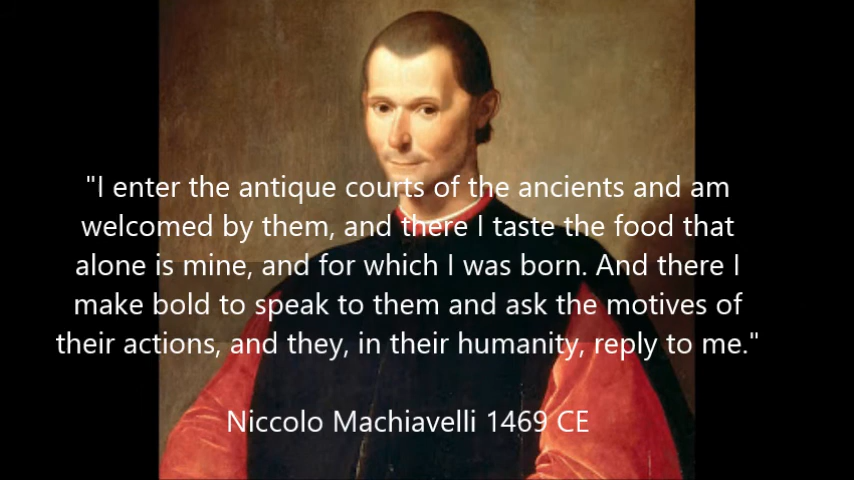 "I enter the antique courts of the ancients and am
welcomed by them, and there I taste the food that
alone is mine, and for which I was born. And there I
make bold to speak to them and ask the motives of
their actions, and they, in their humanity, reply to me."
Niccolo Machiavelli 1469 CE